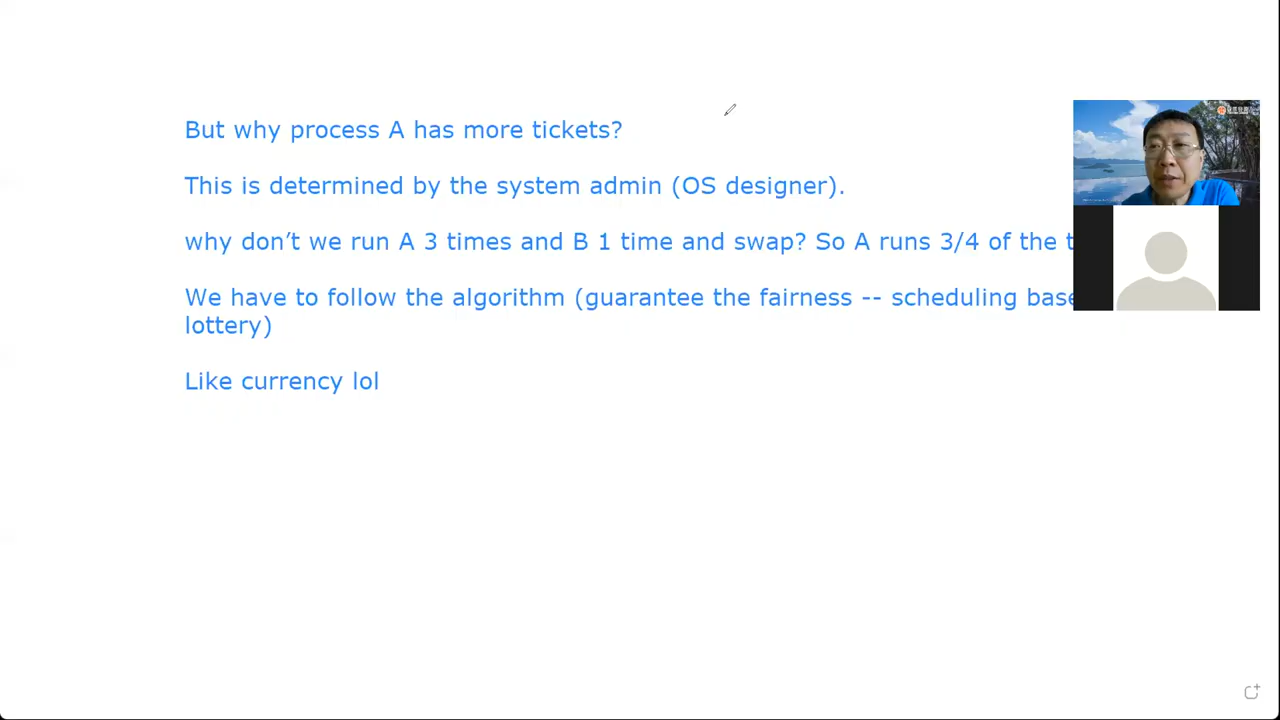 But why process A has more tickets?
This is determined by the system admin (OS designer).
why don't we run A 3 times and B 1 time and swap? So A runs 3/4 of the
We have to follow the algorithm (guarantee the fairness -- scheduling
lottery)
Like currency lol